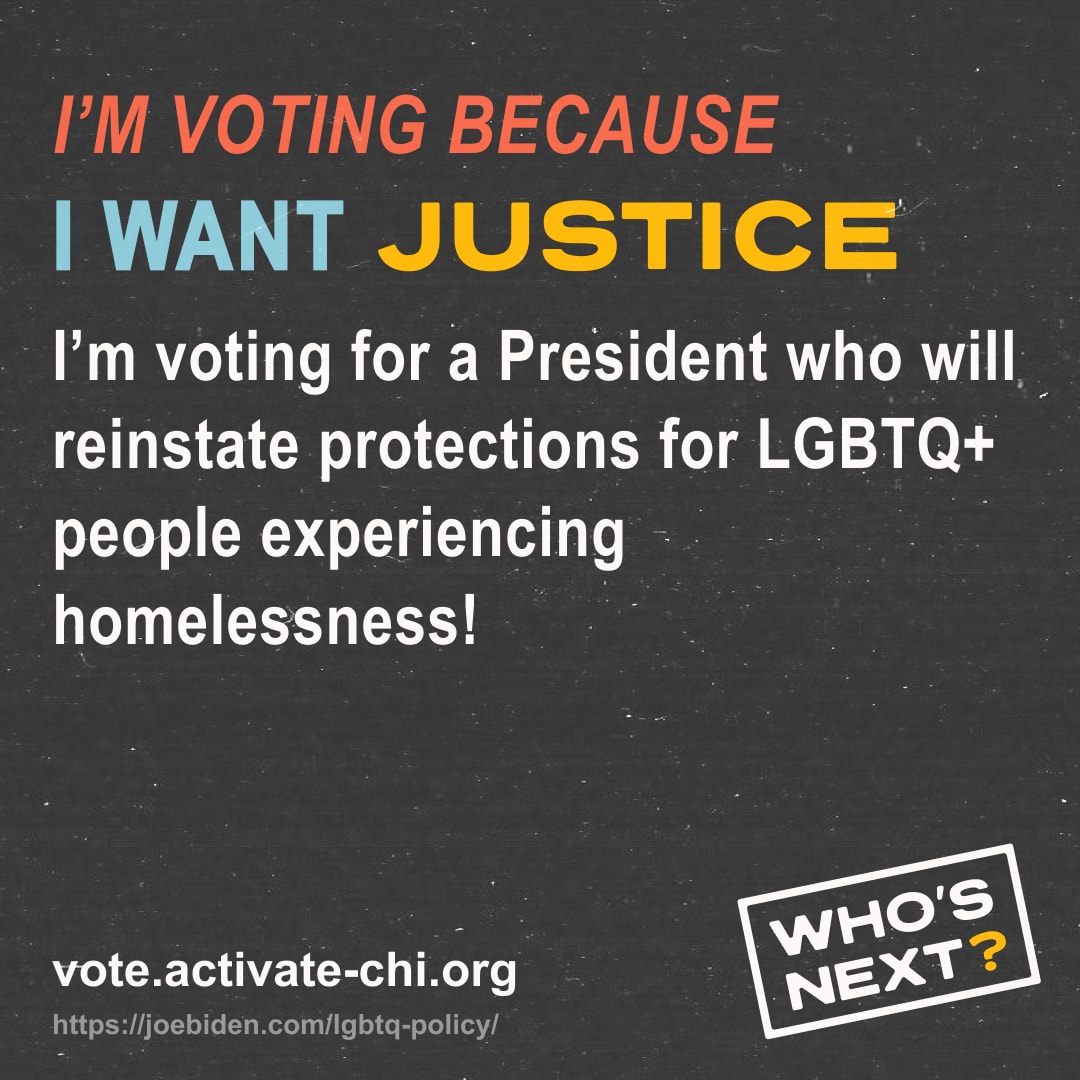 I'M VOTING BECAUSE
I WANT JUSTICE
I'm voting for a President who will
reinstate protections for LGBTQ+
people experiencing
homelessness!
WHO'S
NEXT?
vote.activate-chi.org
https://joebiden.com/lgbtq-policy/